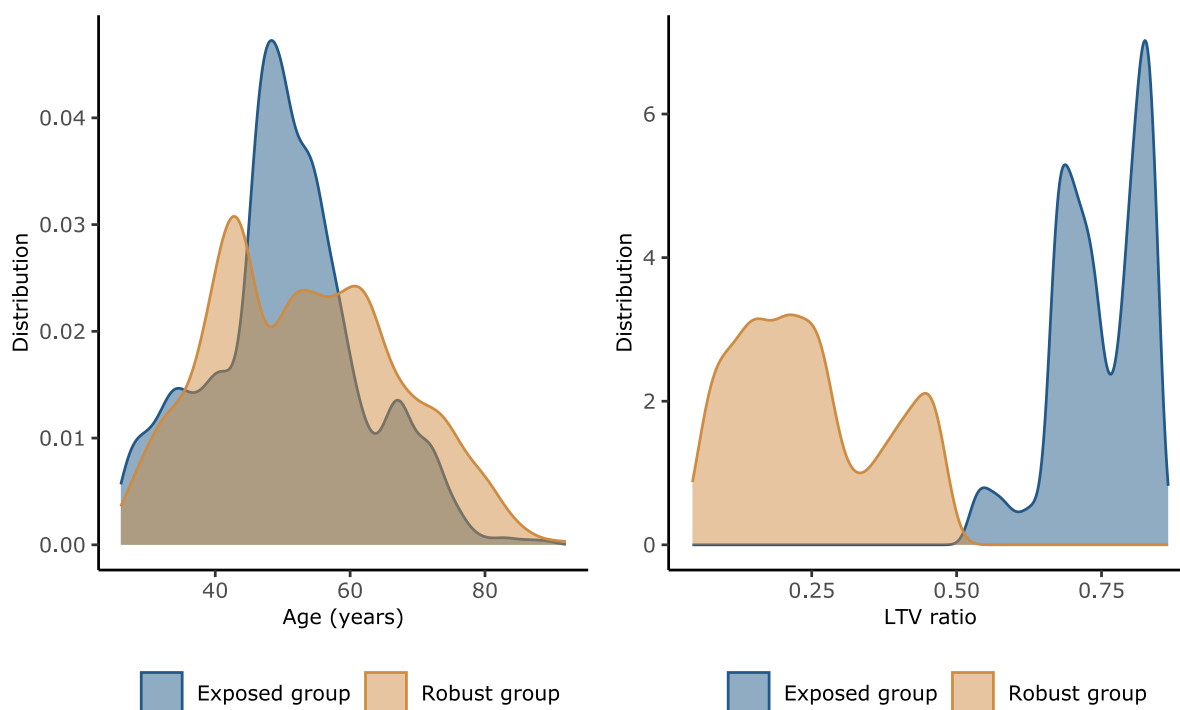 Distribution
0.04
0.03
0.02
0.01
0.00
40 60 80
Age (years)
Exposed group Robust group
Distribution
6
4
2
0
0.25 0.50 0.75
LTV ratio
Exposed group Robust group